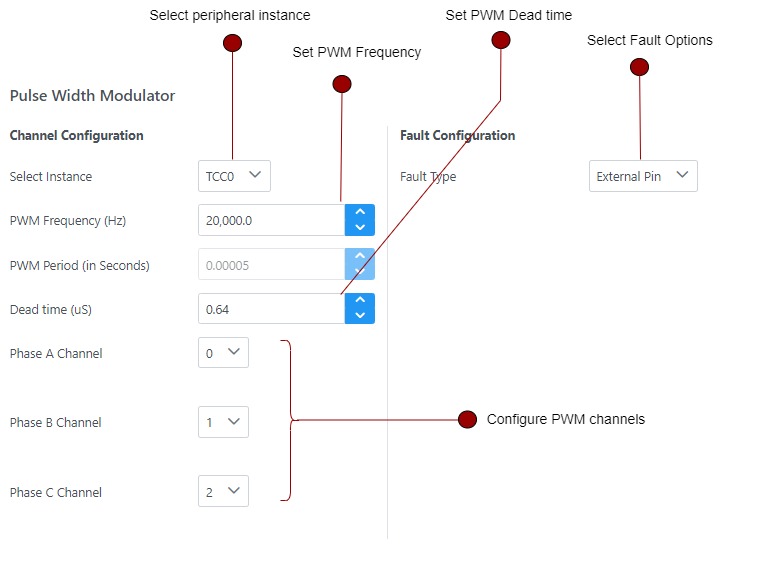 Select peripheral instance
Set PWM Dead time
Set PWM Frequency
Select Fault Options
Pulse Width Modulator
Channel Configuration
Fault Configuration
Select Instance
TCC0
Fault Type
External Pin
PWM Frequency (Hz)
20,000.0
PWM Period (in Seconds)
0.00005
Dead time (uS)
0.64
Phase A Channel
0
Phase B Channel
1
Configure PWM channels
Phase C Channel
2